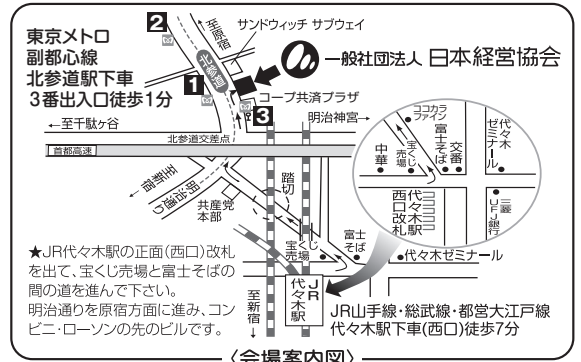 東京メトロ
副都心線
北参道駅下車
3番出入口徒歩1分
2
至原宿
サンドウィッチ サブウェイ
北参道
一般社団法人 日本経営協会
1
コープ共済プラザ
3
←至千駄ケ谷
北参道交差点
明治神宮→
首都高速
至新宿
明治通り
共産党
本部
踏切
ココカラ
ファイン
中華
宝くじ
売場
富士そば
交番
代々木
ゼミナール
代々木駅
西口改札
三菱
UFJ銀行
宝くじ
売場
富士
そば
代々木ゼミナール
★JR代々木駅の正面(西口)改札
を出て、宝くじ売場と富士そばの
間の道を進んで下さい。
明治通りを原宿方面に進み、コン
ビニ・ローソンの先のビルです。
至新宿
JR
代々木駅
JR山手線・総武線・都営大江戸線
代々木駅下車(西口)徒歩7分
〈会場案内図〉